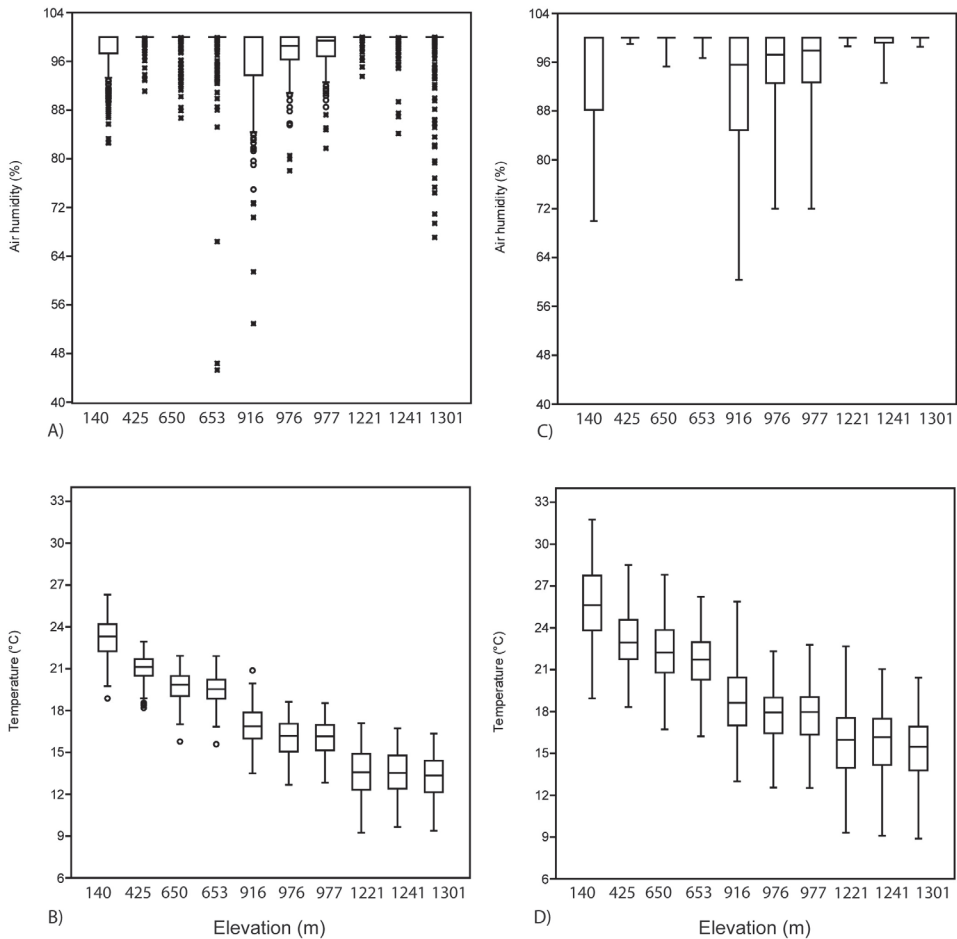 104
96
88
80
72
64
56
48
40
Air humidity (%)
140 425 650 653 916 976 977 1221 1241 1301
A)
104
96
88
80
72
64
56
48
40
Air humidity (%)
140 425 650 653 916 976 977 1221 1241 1301
C)
33
30
27
24
21
18
15
12
9
6
Temperature (°C)
140 425 650 653 916 976 977 1221 1241 1301
B)
Elevation (m)
33
30
27
24
21
18
15
12
9
6
Temperature (°C)
140 425 650 653 916 976 977 1221 1241 1301
D)
Elevation (m)